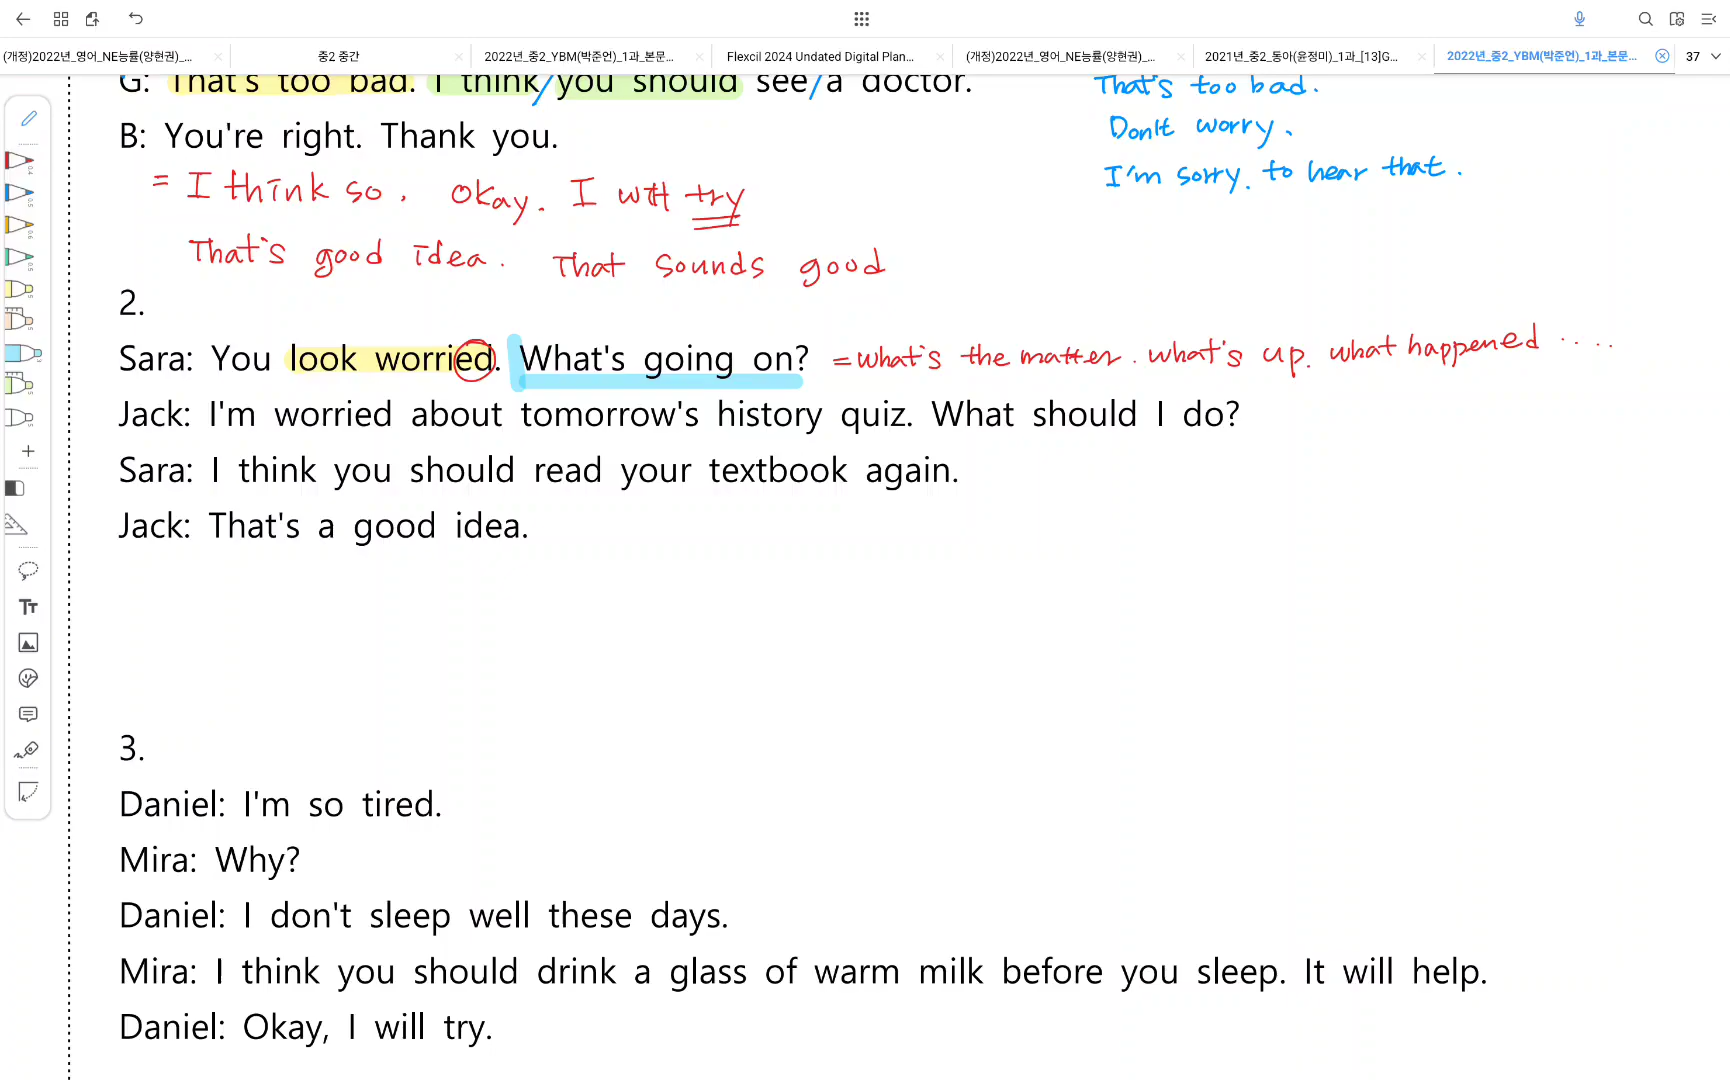 (개정)2022년_영어_NE능률(양현권)_... 중2 중간 2022년_중2_YBM(박준언)_1과_본문... Flexcil 2024 Undated Digital Plan... (개정)2022년_영어_NE능률(양현권)_... 2021년_중2_동아(윤정미)_1과_[13]G... 2022년_중2_YBM(박준언)_1과_본문... 37
G: That's too bad. I think/you should see/a doctor. That's too bad.
B: You're right. Thank you. Don't worry.
I'm sorry. to hear that.
= I think so. Okay. I will try
That's good idea. That sounds good
2.
Sara: You look worried. What's going on? = what's the matter. what's up. what happened ....
Jack: I'm worried about tomorrow's history quiz. What should I do?
Sara: I think you should read your textbook again.
Jack: That's a good idea.
Tт
3.
Daniel: I'm so tired.
Mira: Why?
Daniel: I don't sleep well these days.
Mira: I think you should drink a glass of warm milk before you sleep. It will help.
Daniel: Okay, I will try.